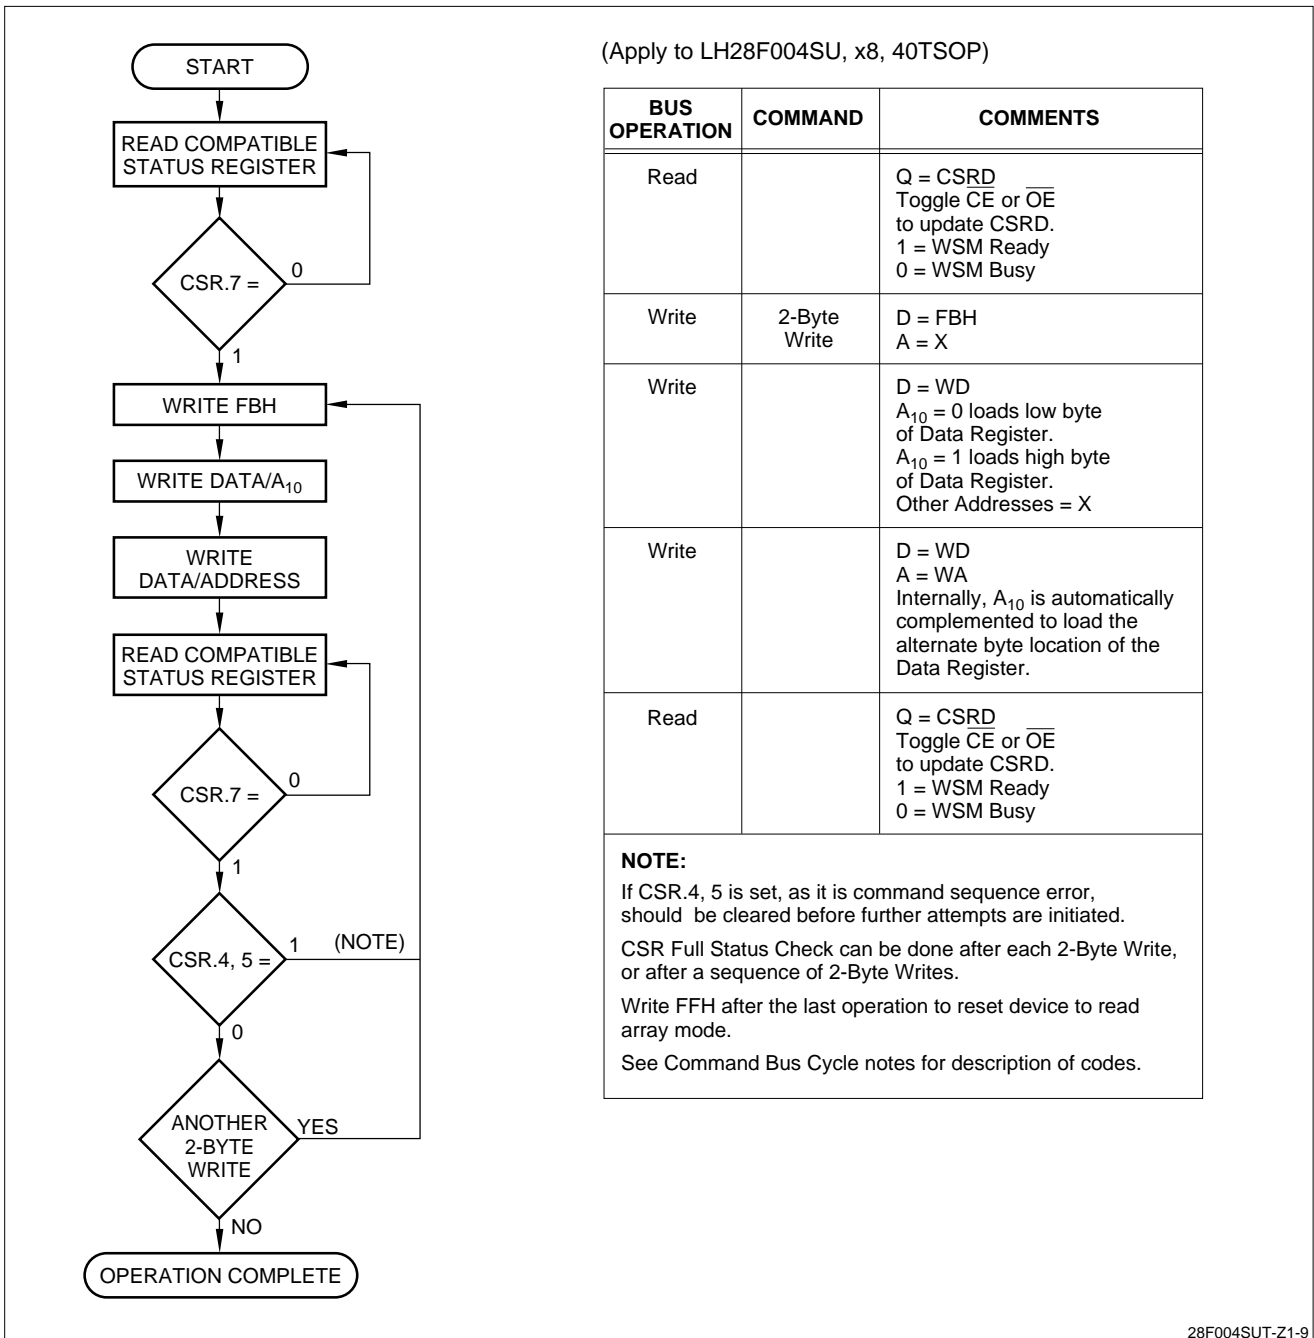 START
READ COMPATIBLE
STATUS REGISTER
CSR.7 =
0
1
WRITE FBH
WRITE DATA/A10
WRITE
DATA/ADDRESS
READ COMPATIBLE
STATUS REGISTER
CSR.7 =
0
1
CSR.4, 5 =
1 (NOTE)
0
ANOTHER
2-BYTE
WRITE
YES
NO
OPERATION COMPLETE
(Apply to LH28F004SU, x8, 40TSOP)
BUS
OPERATION
COMMAND
COMMENTS
Read
Q = CSRD
Toggle C̅E̅ or O̅E̅
to update CSRD.
1 = WSM Ready
0 = WSM Busy
Write
2-Byte
Write
D = FBH
A = X
Write
D = WD
A10 = 0 loads low byte
of Data Register.
A10 = 1 loads high byte
of Data Register.
Other Addresses = X
Write
D = WD
A = WA
Internally, A10 is automatically
complemented to load the
alternate byte location of the
Data Register.
Read
Q = CSRD
Toggle C̅E̅ or O̅E̅
to update CSRD.
1 = WSM Ready
0 = WSM Busy
NOTE:
If CSR.4, 5 is set, as it is command sequence error,
should be cleared before further attempts are initiated.
CSR Full Status Check can be done after each 2-Byte Write,
or after a sequence of 2-Byte Writes.
Write FFH after the last operation to reset device to read
array mode.
See Command Bus Cycle notes for description of codes.
28F004SUT-Z1-9